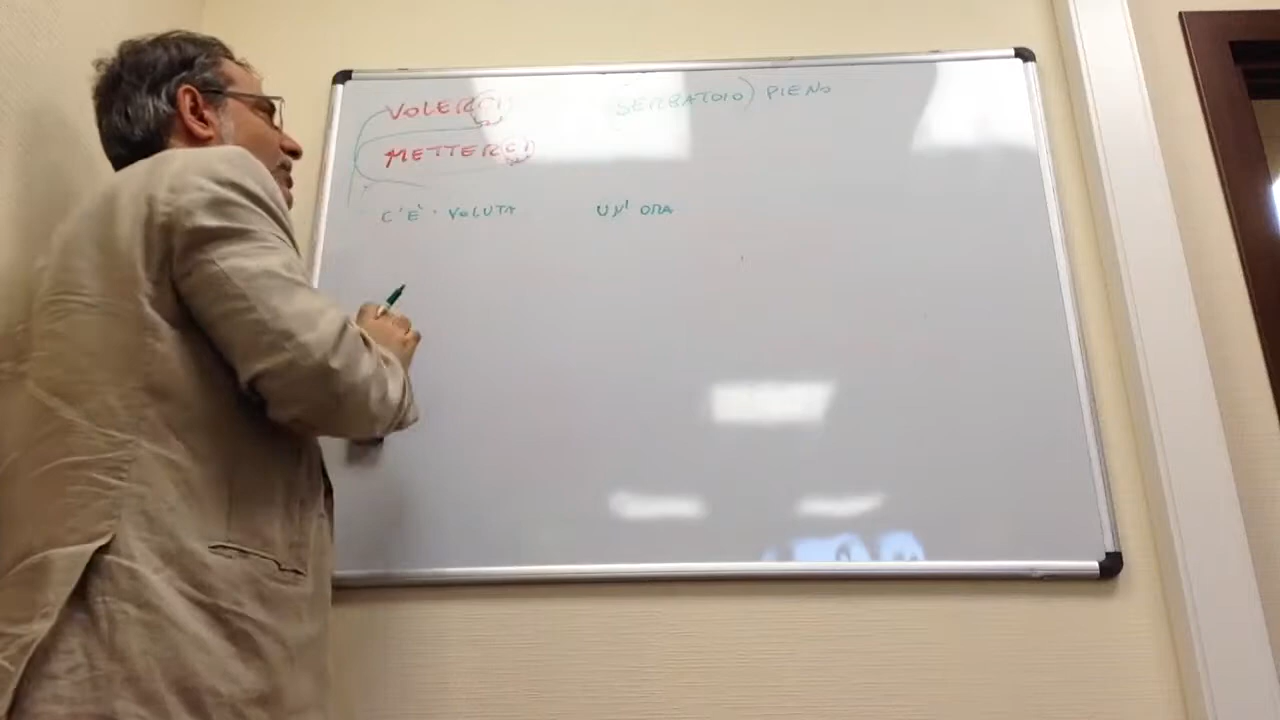 VOLERCI (SERBATOIO) PIENO
METTERCI
C'È VOLUTA UN' ORA